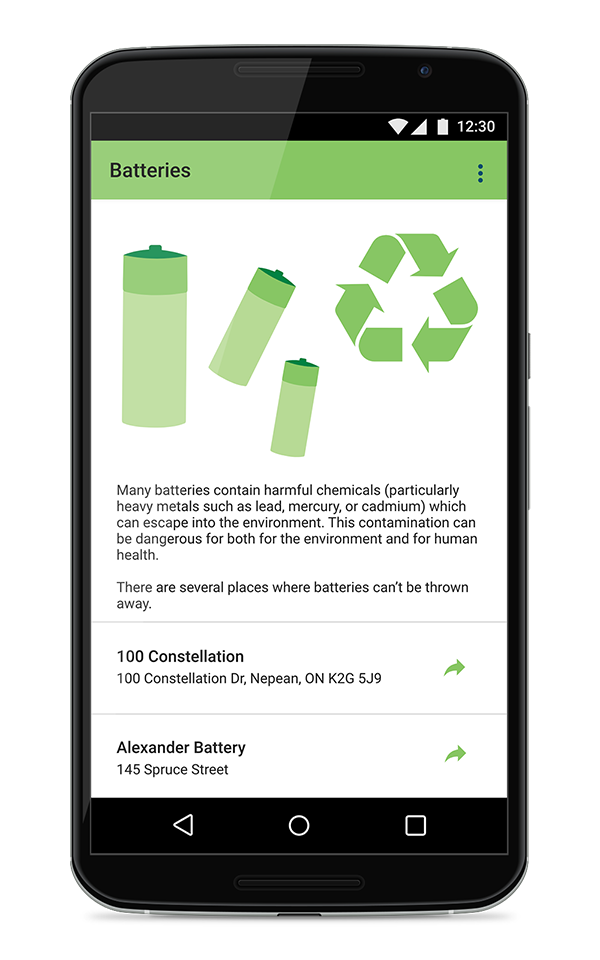 12:30
Batteries
Many batteries contain harmful chemicals (particularly
heavy metals such as lead, mercury, or cadmium) which
can escape into the environment. This contamination can
be dangerous for both for the environment and for human
health.
There are several places where batteries can’t be thrown
away.
100 Constellation
100 Constellation Dr, Nepean, ON K2G 5J9
Alexander Battery
145 Spruce Street